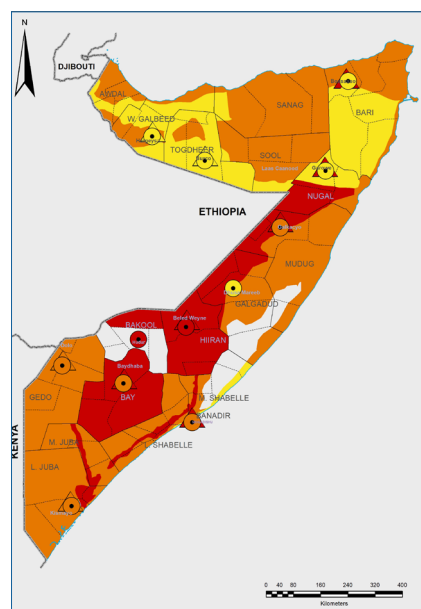 N
DJIBOUTI
AWDAL
SANAG
W. GALBEED
BARI
TOGDHEER
SOOL
NUGAL
ETHIOPIA
MUDUG
GALGADUD
BAKOOL
Beled Weyne
HIIRAN
Baydhaba
GEDO
BAY
M. SHABELLE
BANADIR
KENYA
M. JUBA
L. SHABELLE
L. JUBA
0 40 80 160 240 320 400
Kilometers